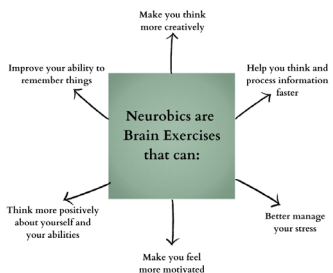 Make you think
more creatively
Improve your ability to
remember things
Help you think and
process information
faster
Neurobics are
Brain Exercises
that can:
Think more positively
about yourself and
your abilities
Better manage
your stress
Make you feel
more motivated